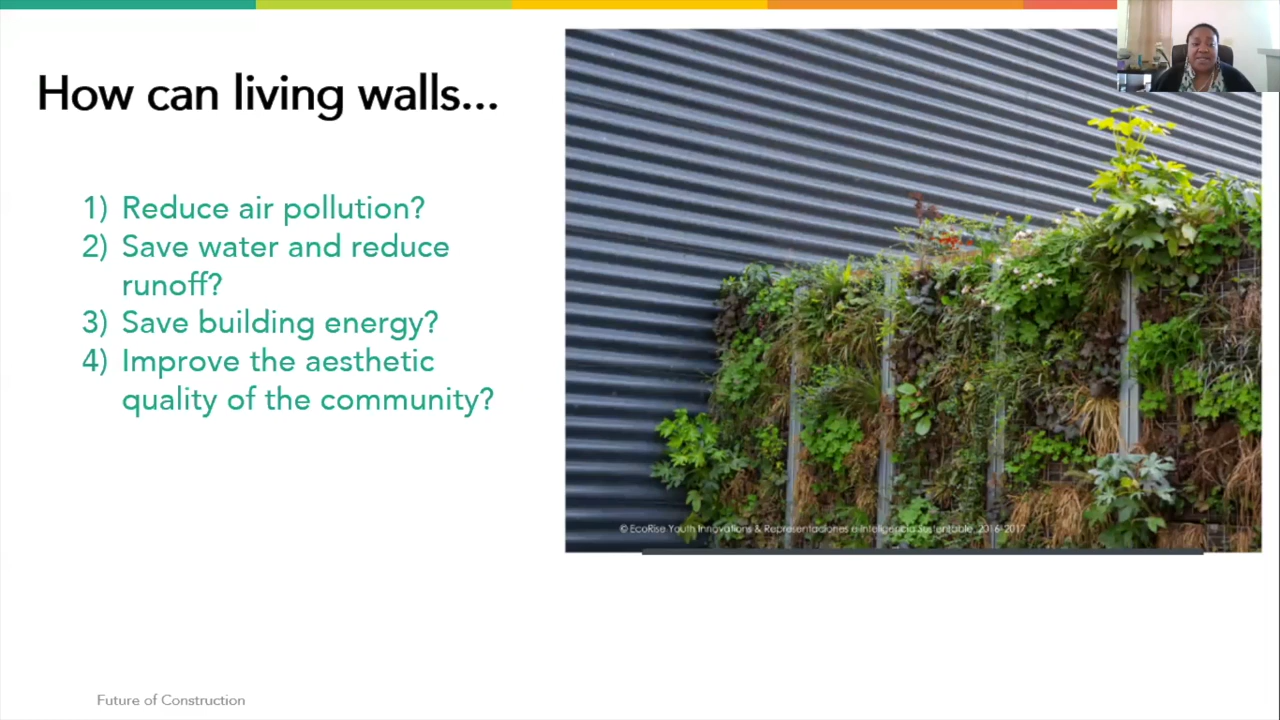 How can living walls...
1) Reduce air pollution?
2) Save water and reduce
runoff?
3) Save building energy?
4) Improve the aesthetic
quality of the community?
© EcoRise Youth Innovations & Representaciones e Inteligencia Sustentable, 2016-2017
Future of Construction